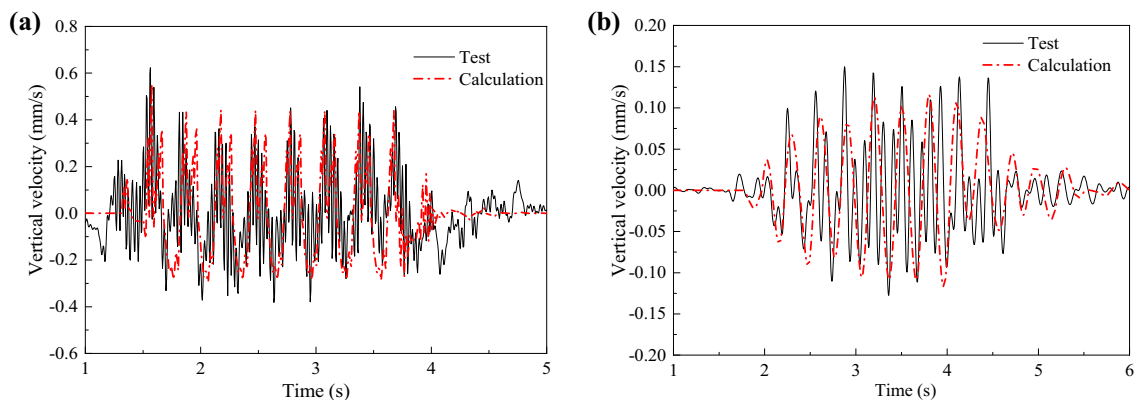 (a)
Vertical velocity (mm/s)
0.8
0.6
0.4
0.2
0.0
-0.2
-0.4
-0.6
Test
Calculation
1 2 3 4 5
Time (s)
(b)
Vertical velocity (mm/s)
0.20
0.15
0.10
0.05
0.00
-0.05
-0.10
-0.15
-0.20
Test
Calculation
1 2 3 4 5 6
Time (s)